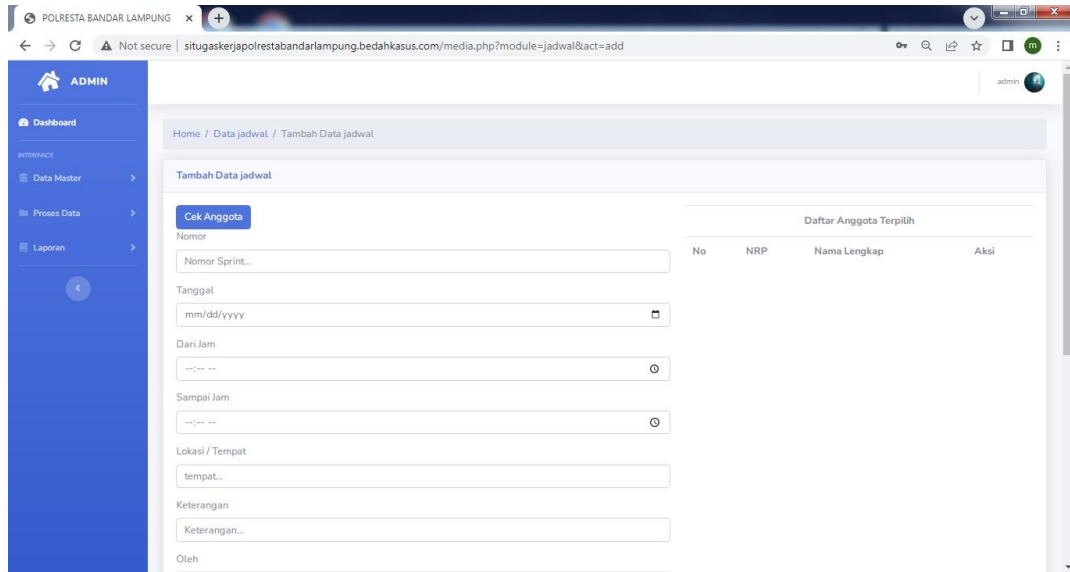 POLRESTA BANDAR LAMPUNG
Not secure | situgaskerjapolrestabandarlampung.bedahkasus.com/media.php?module=jadwal&act=add
m
ADMIN
admin
Dashboard
Home / Data jadwal / Tambah Data jadwal
INTERFACE
Data Master
Proses Data
Laporan
Tambah Data jadwal
Cek Anggota
Nomor
Nomor Sprint...
Tanggal
mm/dd/yyyy
Dari Jam
--:-- --
Sampai Jam
--:-- --
Lokasi / Tempat
tempat...
Keterangan
Keterangan...
Oleh
Daftar Anggota Terpilih
No NRP Nama Lengkap Aksi